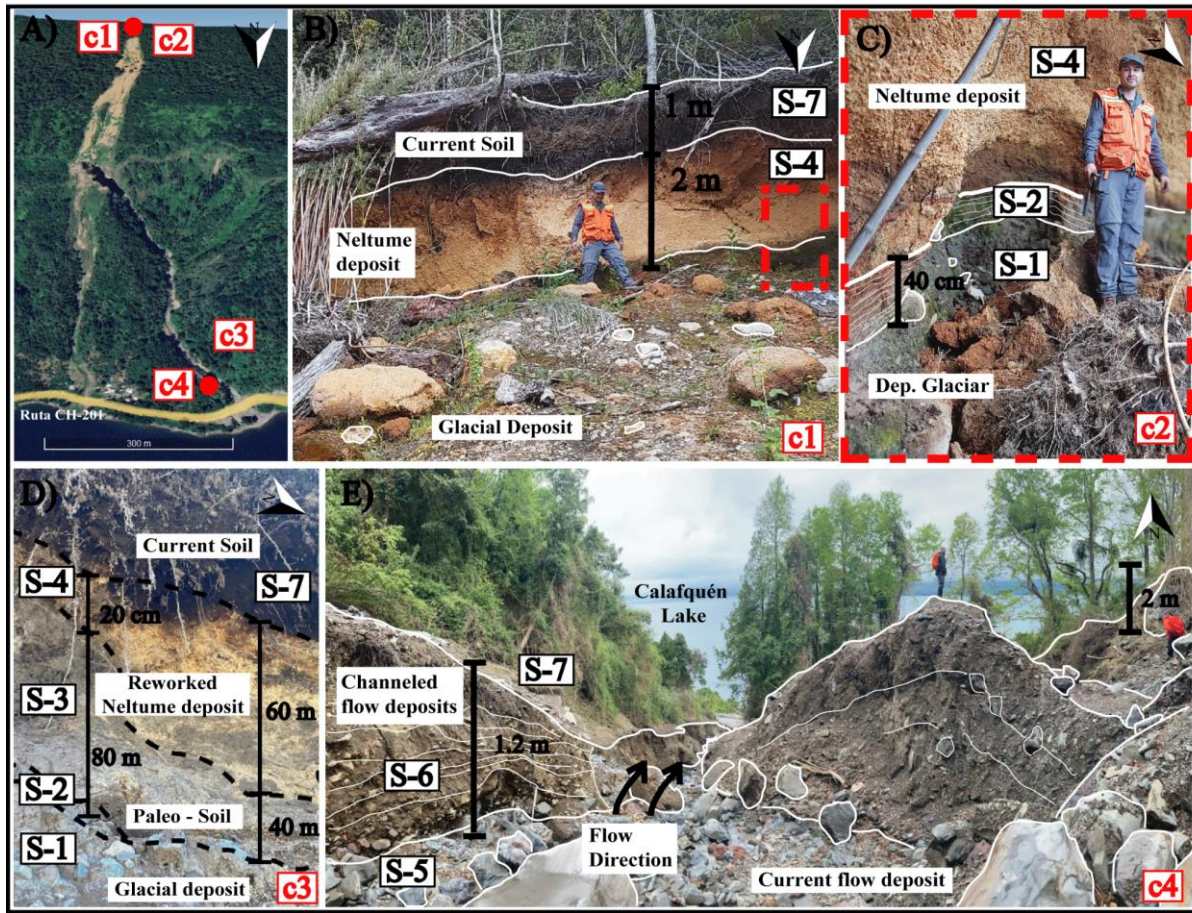 A)
c1
c2
N
c3
c4
Ruta CH-201
300 m
B)
N
1 m
S-7
Current Soil
S-4
2 m
Neltume
deposit
Glacial Deposit
c1
C)
N
S-4
Neltume deposit
S-2
S-1
40 cm
Dep. Glaciar
c2
D)
N
Current Soil
S-4
S-7
20 cm
Reworked
Neltume deposit
S-3
60 m
80 m
S-2
Paleo - Soil
40 m
S-1
Glacial deposit
c3
E)
N
Calafquén
Lake
2 m
S-7
Channeled
flow deposits
1.2 m
S-6
Flow
Direction
S-5
Current flow deposit
c4